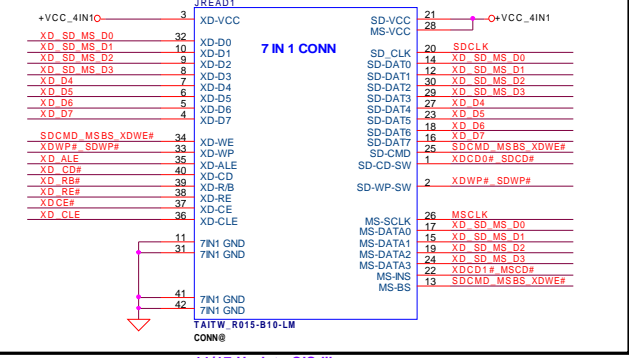 JREAD1
+VCC_4IN1 3 XD-VCC SD-VCC 21 +VCC_4IN1
MS-VCC 28
7 IN 1 CONN
XD_SD_MS_D0 32 XD-D0 SD_CLK 20 SDCLK
XD_SD_MS_D1 10 XD-D1 SD-DAT0 14 XD_SD_MS_D0
XD_SD_MS_D2 9 XD-D2 SD-DAT1 12 XD_SD_MS_D1
XD_SD_MS_D3 8 XD-D3 SD-DAT2 30 XD_SD_MS_D2
XD_D4 7 XD-D4 SD-DAT3 29 XD_SD_MS_D3
XD_D5 6 XD-D5 SD-DAT4 27 XD_D4
XD_D6 5 XD-D6 SD-DAT5 23 XD_D5
XD_D7 4 XD-D7 SD-DAT6 18 XD_D6
SD-DAT7 16 XD_D7
SDCMD_MSBS_XDWE# 34 XD-WE SD-CMD 25 SDCMD_MSBS_XDWE#
XDWP#_SDWP# 33 XD-WP SD-CD-SW 1 XDCD0#_SDCD#
XD_ALE 35 XD-ALE
XD_CD# 40 XD-CD
XD_RB# 39 XD-R/B SD-WP-SW 2 XDWP#_SDWP#
XD_RE# 38 XD-RE
XDCE# 37 XD-CE
XD_CLE 36 XD-CLE MS-SCLK 26 MSCLK
MS-DATA0 17 XD_SD_MS_D0
11 7IN1 GND MS-DATA1 15 XD_SD_MS_D1
31 7IN1 GND MS-DATA2 19 XD_SD_MS_D2
MS-DATA3 24 XD_SD_MS_D3
MS-INS 22 XDCD1#_MSCD#
MS-BS 13 SDCMD_MSBS_XDWE#
41 7IN1 GND
42 7IN1 GND
TAITW_R015-B10-LM
CONN@